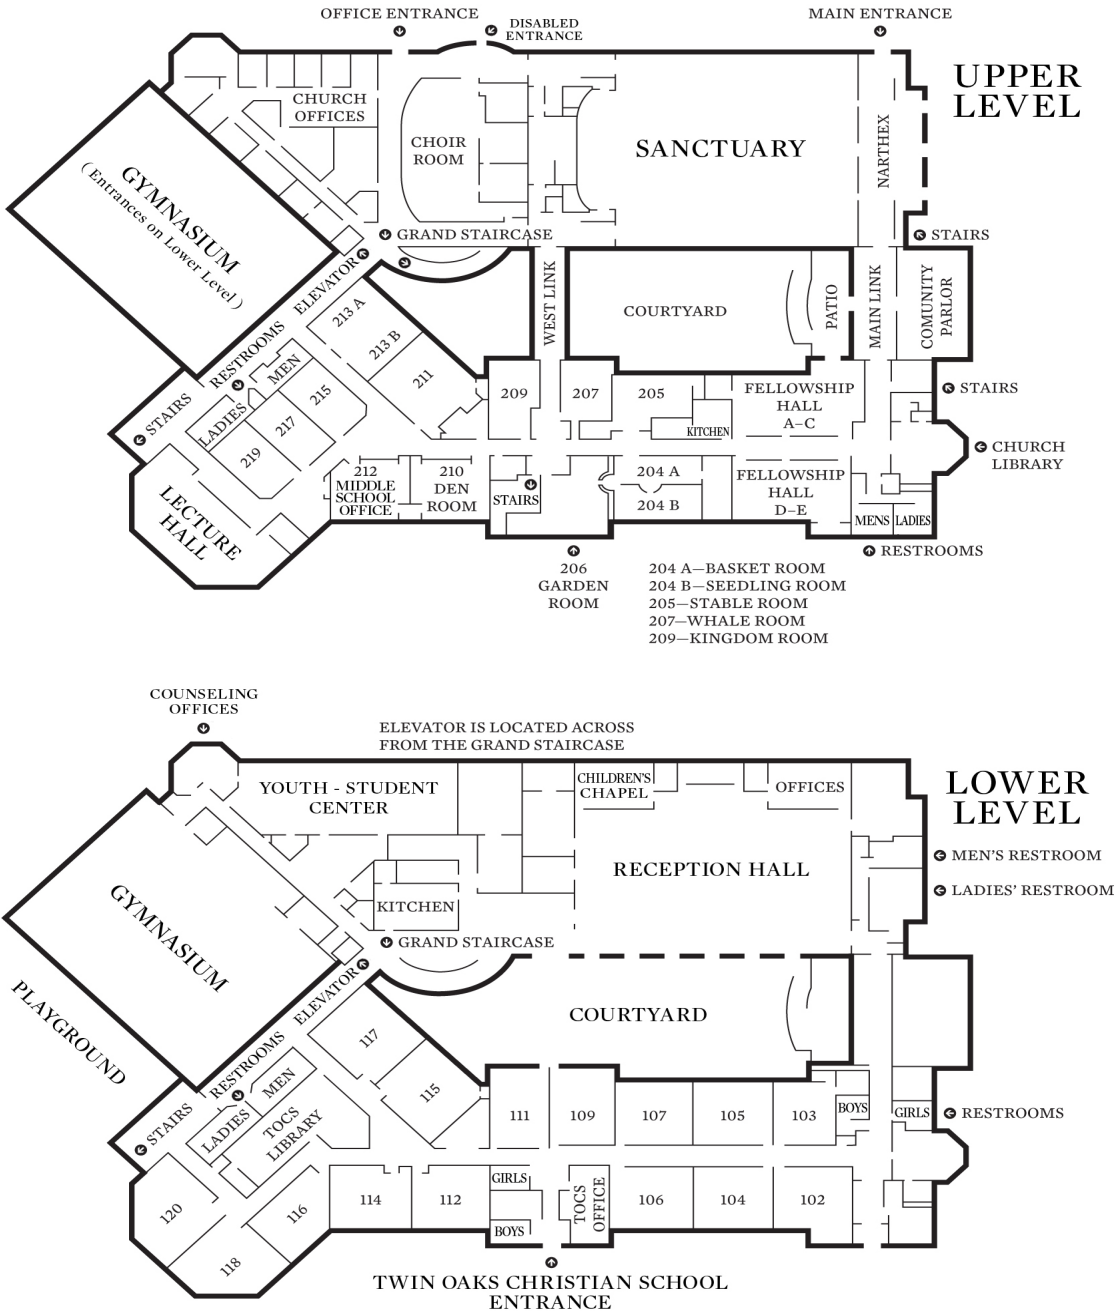 OFFICE ENTRANCE
DISABLED
ENTRANCE
MAIN ENTRANCE
UPPER
LEVEL
CHURCH
OFFICES
CHOIR
ROOM
SANCTUARY
NARTHEX
GYMNASIUM
( Entrances on Lower Level )
GRAND STAIRCASE
STAIRS
ELEVATOR
WEST LINK
COURTYARD
PATIO
MAIN LINK
COMUNITY
PARLOR
213 A
213 B
211
RESTROOMS
MEN
LADIES
215
217
219
STAIRS
209
207
205
KITCHEN
FELLOWSHIP
HALL
A–C
STAIRS
CHURCH
LIBRARY
LECTURE
HALL
212
MIDDLE
SCHOOL
OFFICE
210
DEN
ROOM
STAIRS
204 A
204 B
FELLOWSHIP
HALL
D–E
MENS
LADIES
RESTROOMS
206
GARDEN
ROOM
204 A—BASKET ROOM
204 B—SEEDLING ROOM
205—STABLE ROOM
207—WHALE ROOM
209—KINGDOM ROOM
COUNSELING
OFFICES
ELEVATOR IS LOCATED ACROSS
FROM THE GRAND STAIRCASE
LOWER
LEVEL
YOUTH - STUDENT
CENTER
CHILDREN'S
CHAPEL
OFFICES
RECEPTION HALL
MEN'S RESTROOM
LADIES' RESTROOM
GYMNASIUM
KITCHEN
GRAND STAIRCASE
ELEVATOR
PLAYGROUND
COURTYARD
117
115
RESTROOMS
MEN
LADIES
TOCS
LIBRARY
STAIRS
111
109
107
105
103
BOYS
GIRLS
RESTROOMS
120
118
116
114
112
GIRLS
BOYS
TOCS
OFFICE
106
104
102
TWIN OAKS CHRISTIAN SCHOOL
ENTRANCE